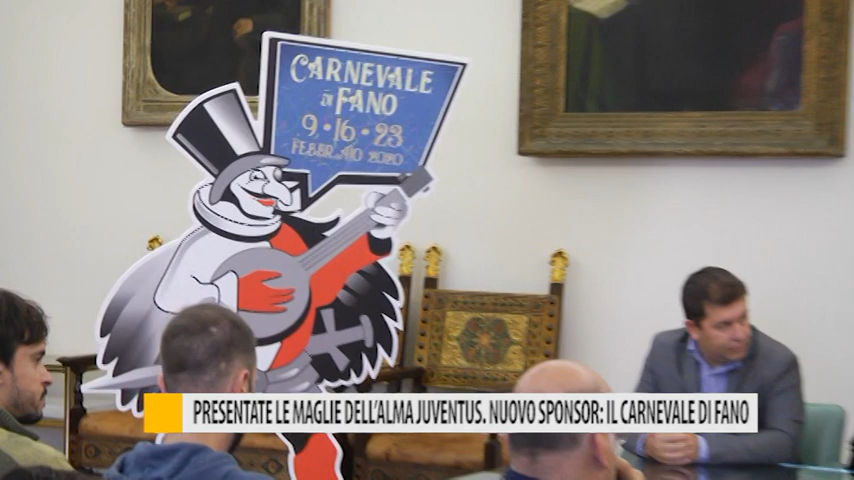 CARNEVALE
DI FANO
9 • 16 • 23
FEBBRAIO 2020
PRESENTATE LE MAGLIE DELL'ALMA JUVENTUS. NUOVO SPONSOR: IL CARNEVALE DI FANO